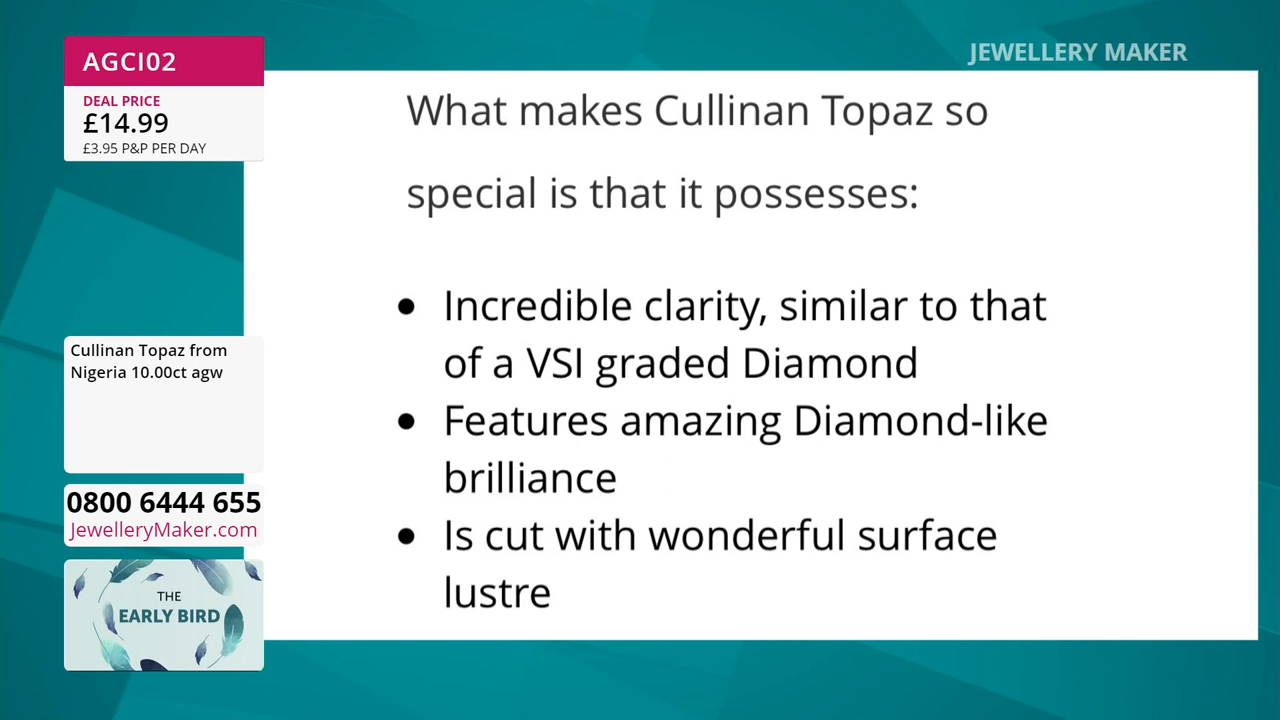 AGCI02
DEAL PRICE
£14.99
£3.95 P&P PER DAY
JEWELLERY MAKER
What makes Cullinan Topaz so
special is that it possesses:
• Incredible clarity, similar to that
of a VSI graded Diamond
• Features amazing Diamond-like
brilliance
• Is cut with wonderful surface
lustre
Cullinan Topaz from
Nigeria 10.00ct agw
0800 6444 655
JewelleryMaker.com
THE
EARLY BIRD